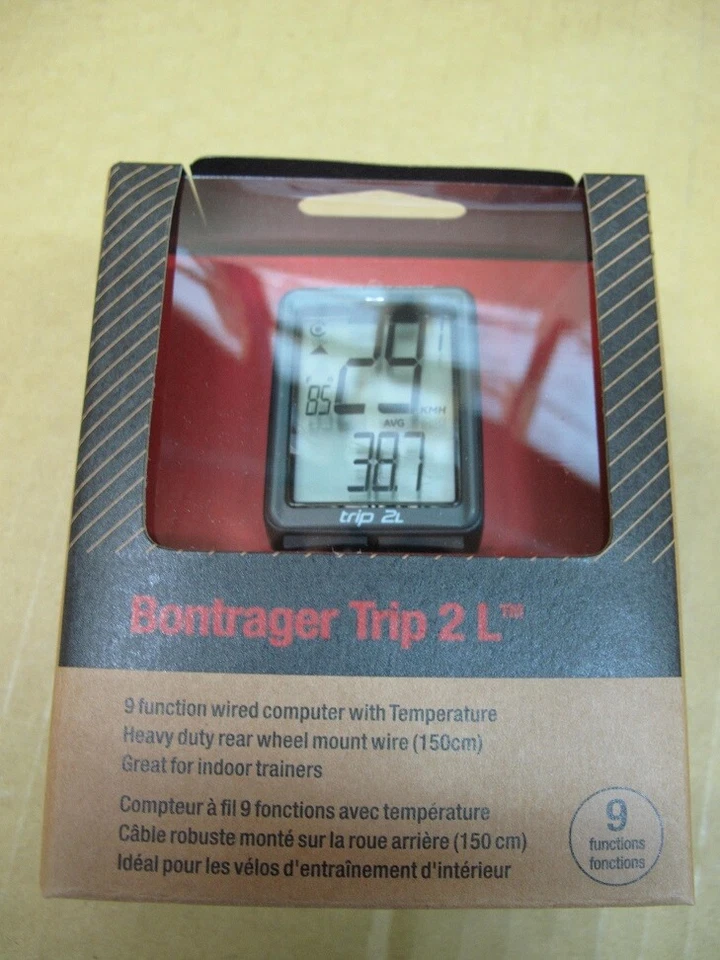 85
KMH
AVG
38.7
trip 2L
Bontrager Trip 2 L™
9 function wired computer with Temperature
Heavy duty rear wheel mount wire (150cm)
Great for indoor trainers
Compteur à fil 9 fonctions avec température
Câble robuste monté sur la roue arrière (150 cm)
Idéal pour les vélos d'entraînement d'intérieur
9
functions
fonctions